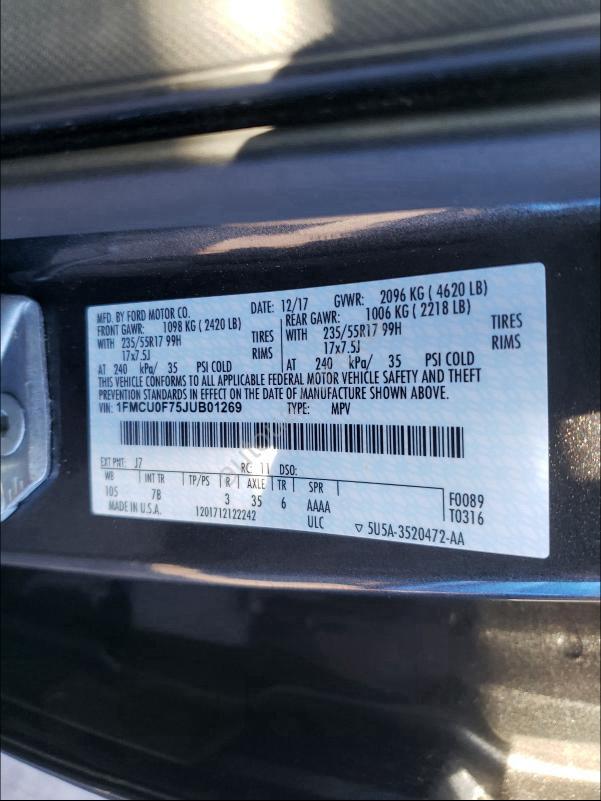 MFD. BY FORD MOTOR CO. DATE: 12/17 GVWR: 2096 KG ( 4620 LB)
FRONT GAWR: 1098 KG ( 2420 LB) REAR GAWR: 1006 KG ( 2218 LB)
WITH 235/55R17 99H TIRES WITH 235/55R17 99H TIRES
17x7.5J RIMS 17x7.5J RIMS
AT 240 kPa/ 35 PSI COLD AT 240 kPa/ 35 PSI COLD
THIS VEHICLE CONFORMS TO ALL APPLICABLE FEDERAL MOTOR VEHICLE SAFETY AND THEFT
PREVENTION STANDARDS IN EFFECT ON THE DATE OF MANUFACTURE SHOWN ABOVE.
VIN: 1FMCU0F75JUB01269 TYPE: MPV
EXT PNT: J7 RC: 11 DSO:
WB INT TR TP/PS R AXLE TR SPR
105 7B 3 35 6 AAAA F0089
MADE IN U.S.A. 1201712122242 ULC T0316
▽ 5U5A-3520472-AA